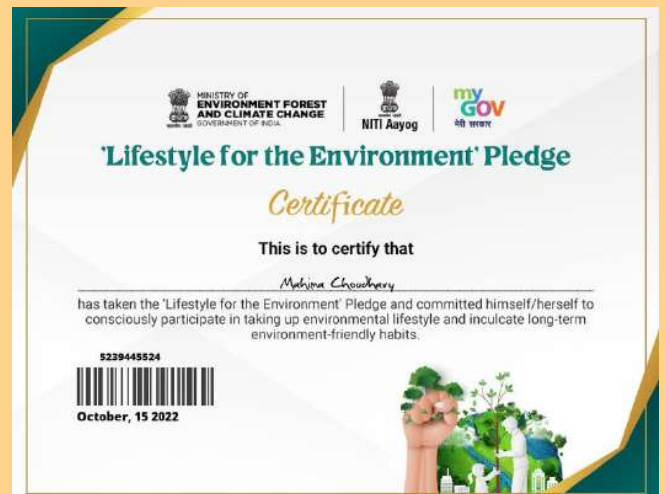 MINISTRY OF
ENVIRONMENT FOREST
AND CLIMATE CHANGE
GOVERNMENT OF INDIA
NITI Aayog
my
GOV
मेरी सरकार
'Lifestyle for the Environment' Pledge
Certificate
This is to certify that
Mahima Choudhary
has taken the 'Lifestyle for the Environment' Pledge and committed himself/herself to
consciously participate in taking up environmental lifestyle and inculcate long-term
environment-friendly habits.
5239445524
October, 15 2022